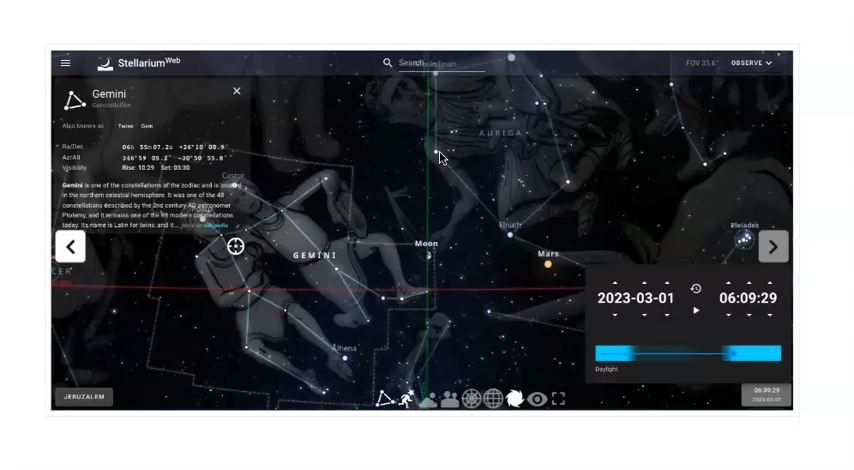 Stellarium Web
Search
FOV 35.6°
OBSERVE
Gemini
Constellation
Also known as Twins Gem
Ra/Dec 06h 55m07.2s +26°10'08.9"
Az/Alt 346°59'05.2" -30°50'55.8"
Visibility Rise: 10:29 Set: 03:30
Gemini is one of the constellations of the zodiac and is located
in the northern celestial hemisphere. It was one of the 48
constellations described by the 2nd century AD astronomer
Ptolemy, and it remains one of the 88 modern constellations
today. Its name is Latin for twins, and it... more on wikipedia
AURIGA
Castor
Elnath
Pleiades
Moon
GEMINI
Mars
CER
2023-03-01 06:09:29
Alhena
Daylight
JERUZALEM
06:09:29
2023-03-01